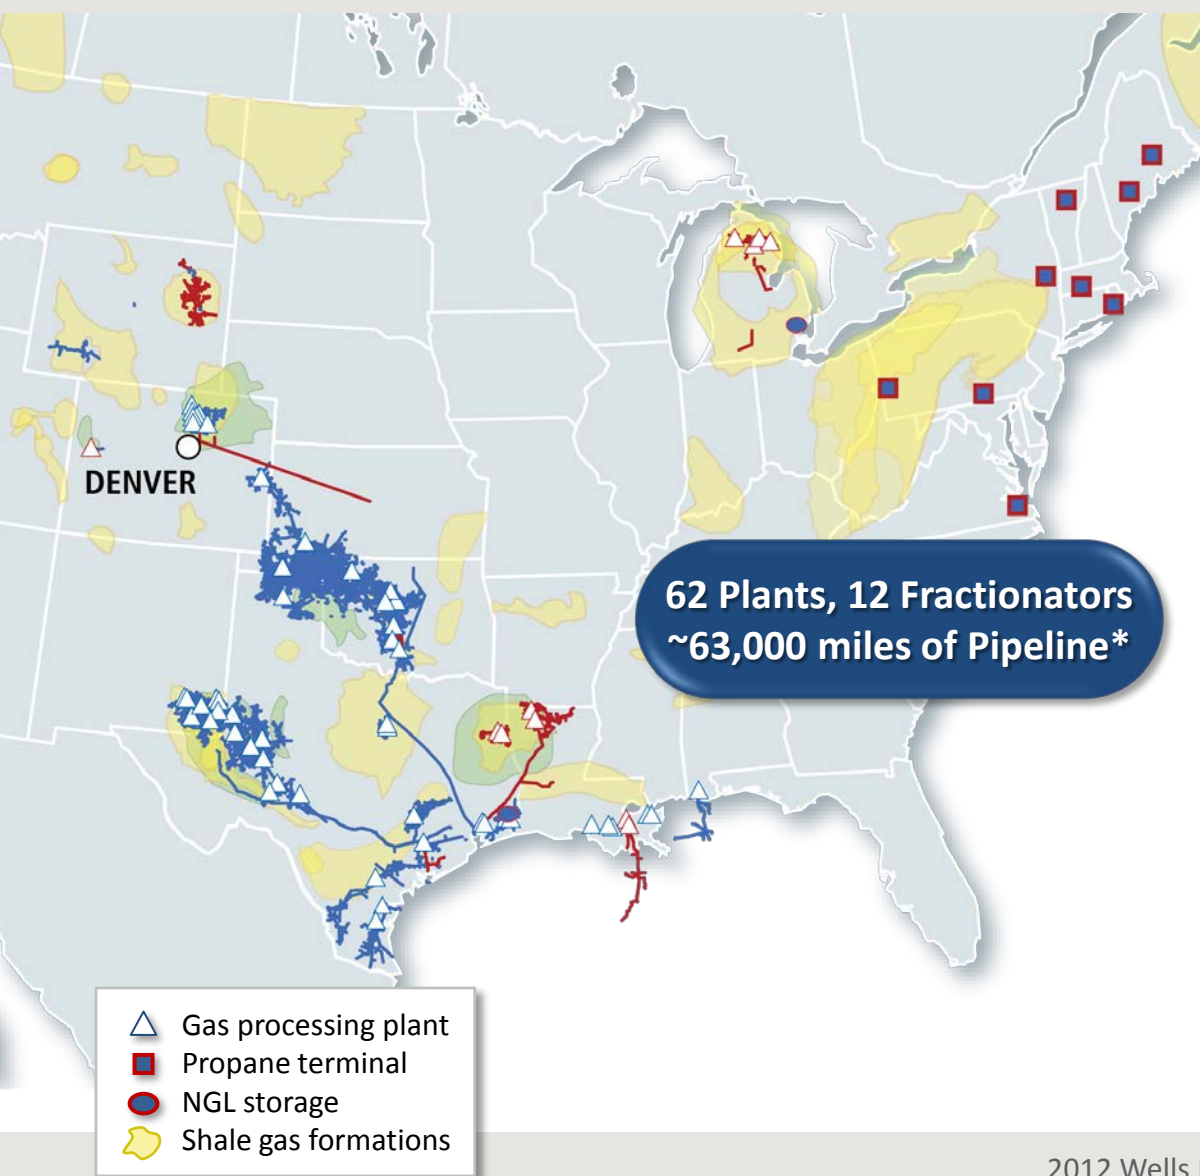 DENVER
62 Plants, 12 Fractionators
~63,000 miles of Pipeline*
Gas processing plant
Propane terminal
NGL storage
Shale gas formations
2012 Wells